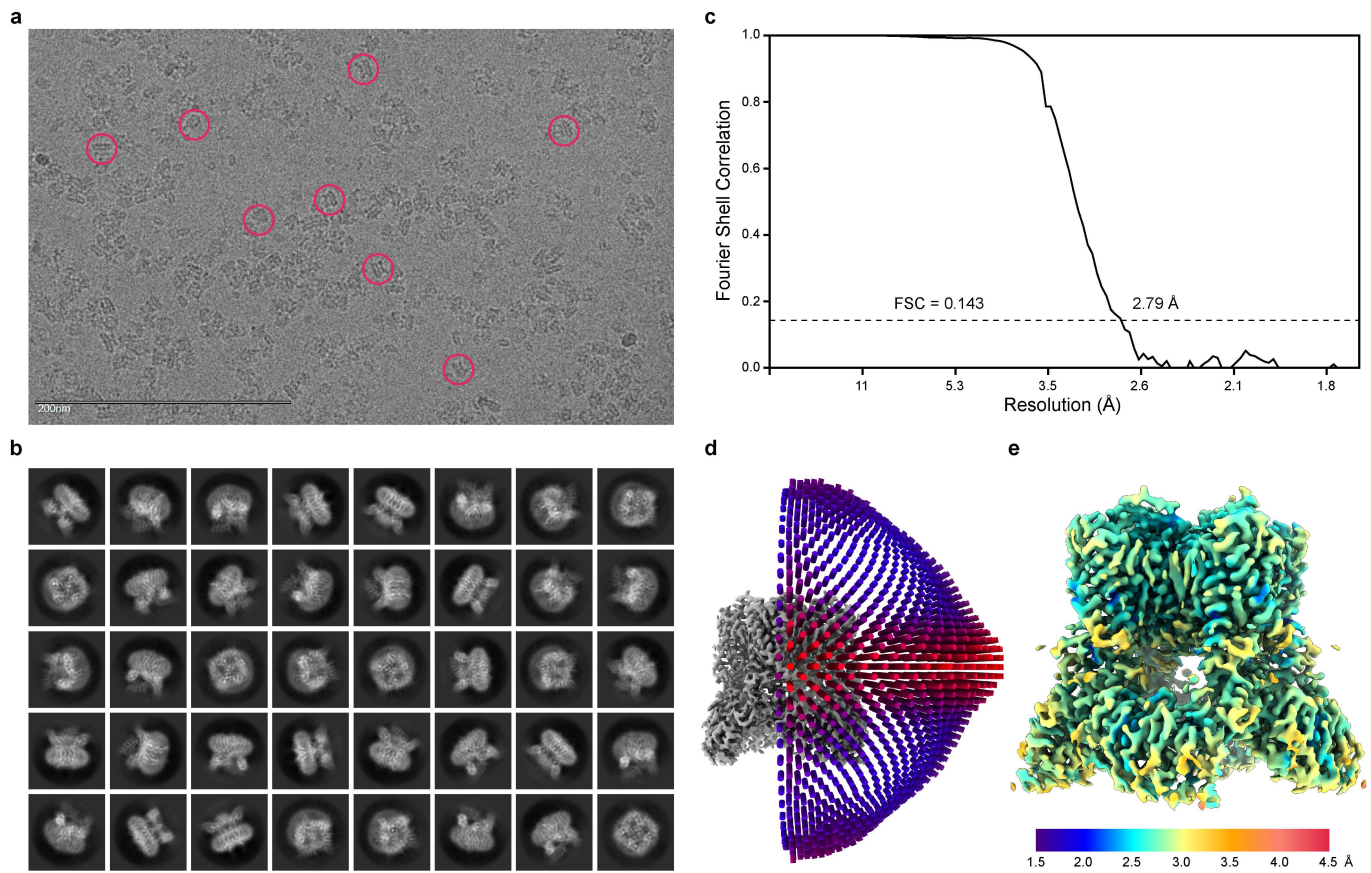 a
200nm
b
c
Fourier Shell Correlation
1.0
0.8
0.6
0.4
0.2
0.0
FSC = 0.143
2.79 Å
11 5.3 3.5 2.6 2.1 1.8
Resolution (Å)
d
e
1.5 2.0 2.5 3.0 3.5 4.0 4.5 Å